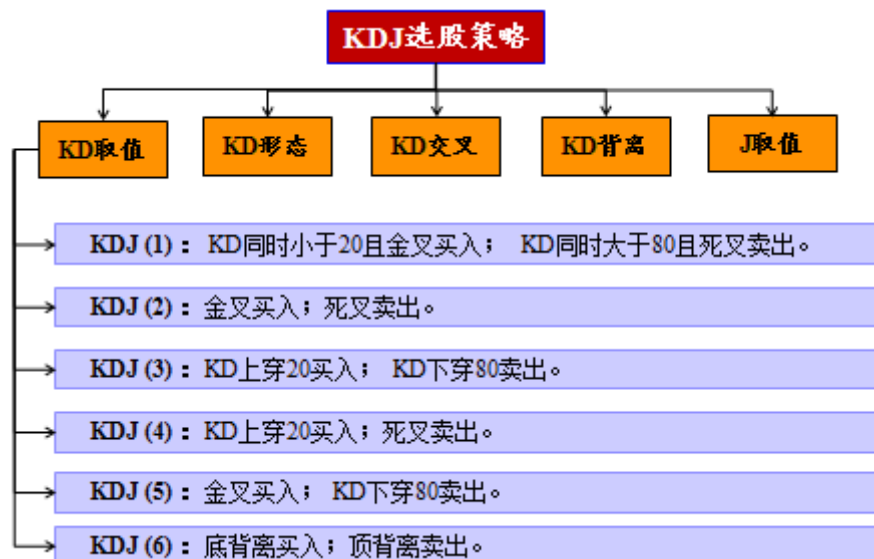 KDJ选股策略
KD取值
KD形态
KD交叉
KD背离
J取值
KDJ (1) ： KD同时小于20且金叉买入； KD同时大于80且死叉卖出。
KDJ (2) ：金叉买入；死叉卖出。
KDJ (3) ：KD上穿20买入； KD下穿80卖出。
KDJ (4) ：KD上穿20买入；死叉卖出。
KDJ (5) ：金叉买入； KD下穿80卖出。
KDJ (6) ：底背离买入；顶背离卖出。